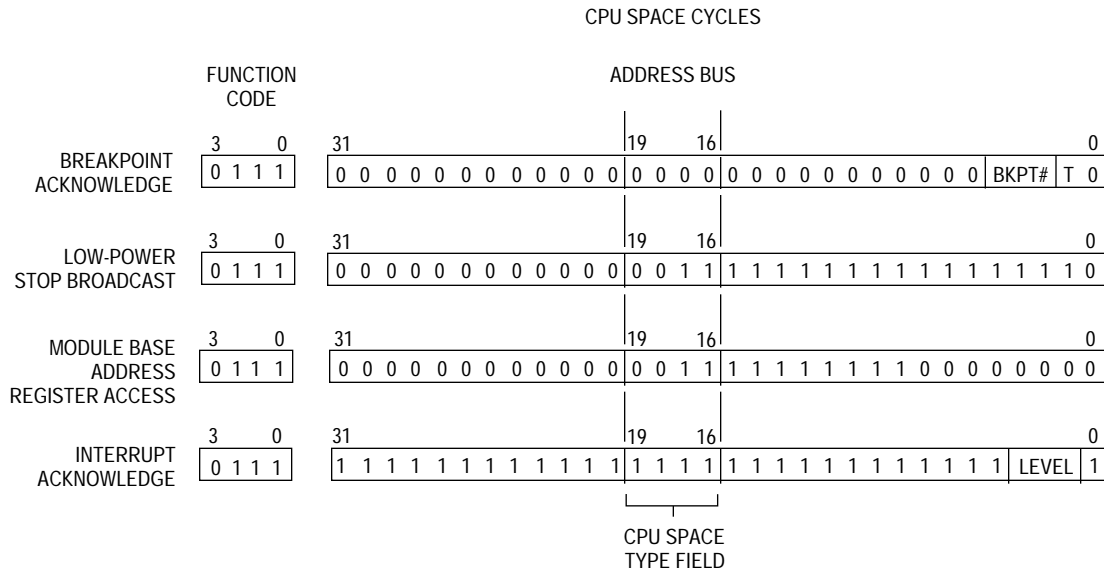 CPU SPACE CYCLES
FUNCTION
CODE
ADDRESS BUS
BREAKPOINT
ACKNOWLEDGE
3 0 31 19 16 0
0 1 1 1 0 0 0 0 0 0 0 0 0 0 0 0 0 0 0 0 0 0 0 0 0 0 0 0 0 0 0 BKPT# T 0
LOW-POWER
STOP BROADCAST
3 0 31 19 16 0
0 1 1 1 0 0 0 0 0 0 0 0 0 0 0 0 0 0 1 1 1 1 1 1 1 1 1 1 1 1 1 1 1 1 1 0
MODULE BASE
ADDRESS
REGISTER ACCESS
3 0 31 19 16 0
0 1 1 1 0 0 0 0 0 0 0 0 0 0 0 0 0 0 1 1 1 1 1 1 1 1 1 1 0 0 0 0 0 0 0 0
INTERRUPT
ACKNOWLEDGE
3 0 31 19 16 0
0 1 1 1 1 1 1 1 1 1 1 1 1 1 1 1 1 1 1 1 1 1 1 1 1 1 1 1 1 1 1 1 LEVEL 1
CPU SPACE
TYPE FIELD